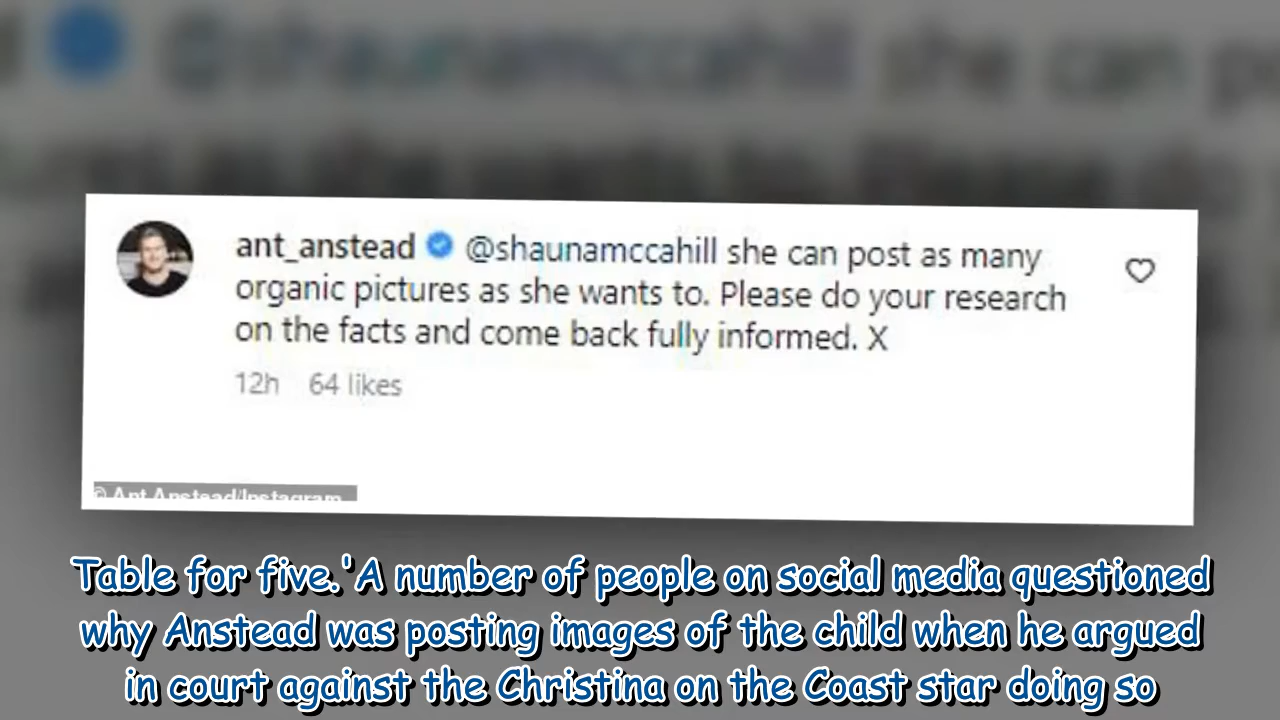 ant_anstead @shaunamccahill she can post as many
organic pictures as she wants to. Please do your research
on the facts and come back fully informed. X
12h 64 likes
© Ant Anstead/Instagram
Table for five.'A number of people on social media questioned
why Anstead was posting images of the child when he argued
in court against the Christina on the Coast star doing so